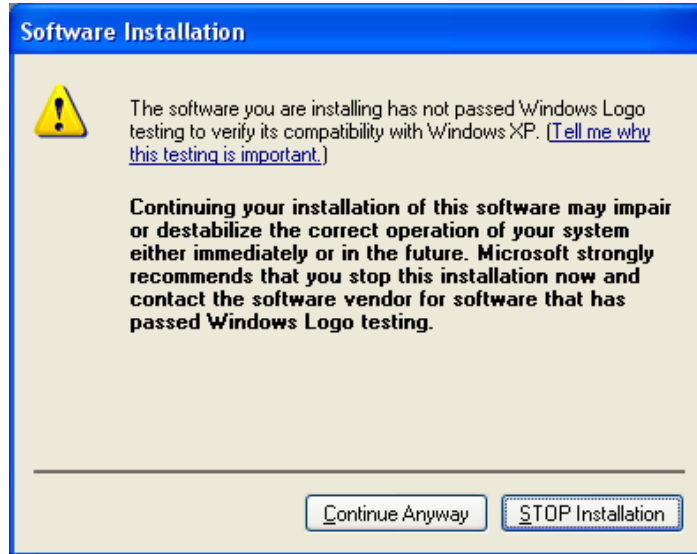 Software Installation
The software you are installing has not passed Windows Logo
testing to verify its compatibility with Windows XP. (Tell me why
this testing is important.)
Continuing your installation of this software may impair
or destabilize the correct operation of your system
either immediately or in the future. Microsoft strongly
recommends that you stop this installation now and
contact the software vendor for software that has
passed Windows Logo testing.
Continue Anyway
STOP Installation